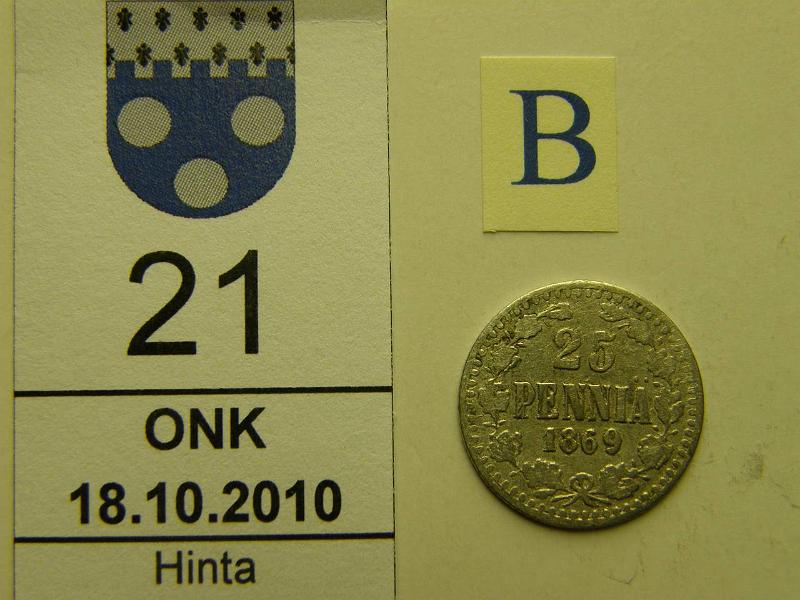 21
ONK
18.10.2010
Hinta
B
25
PENNIÄ
1869